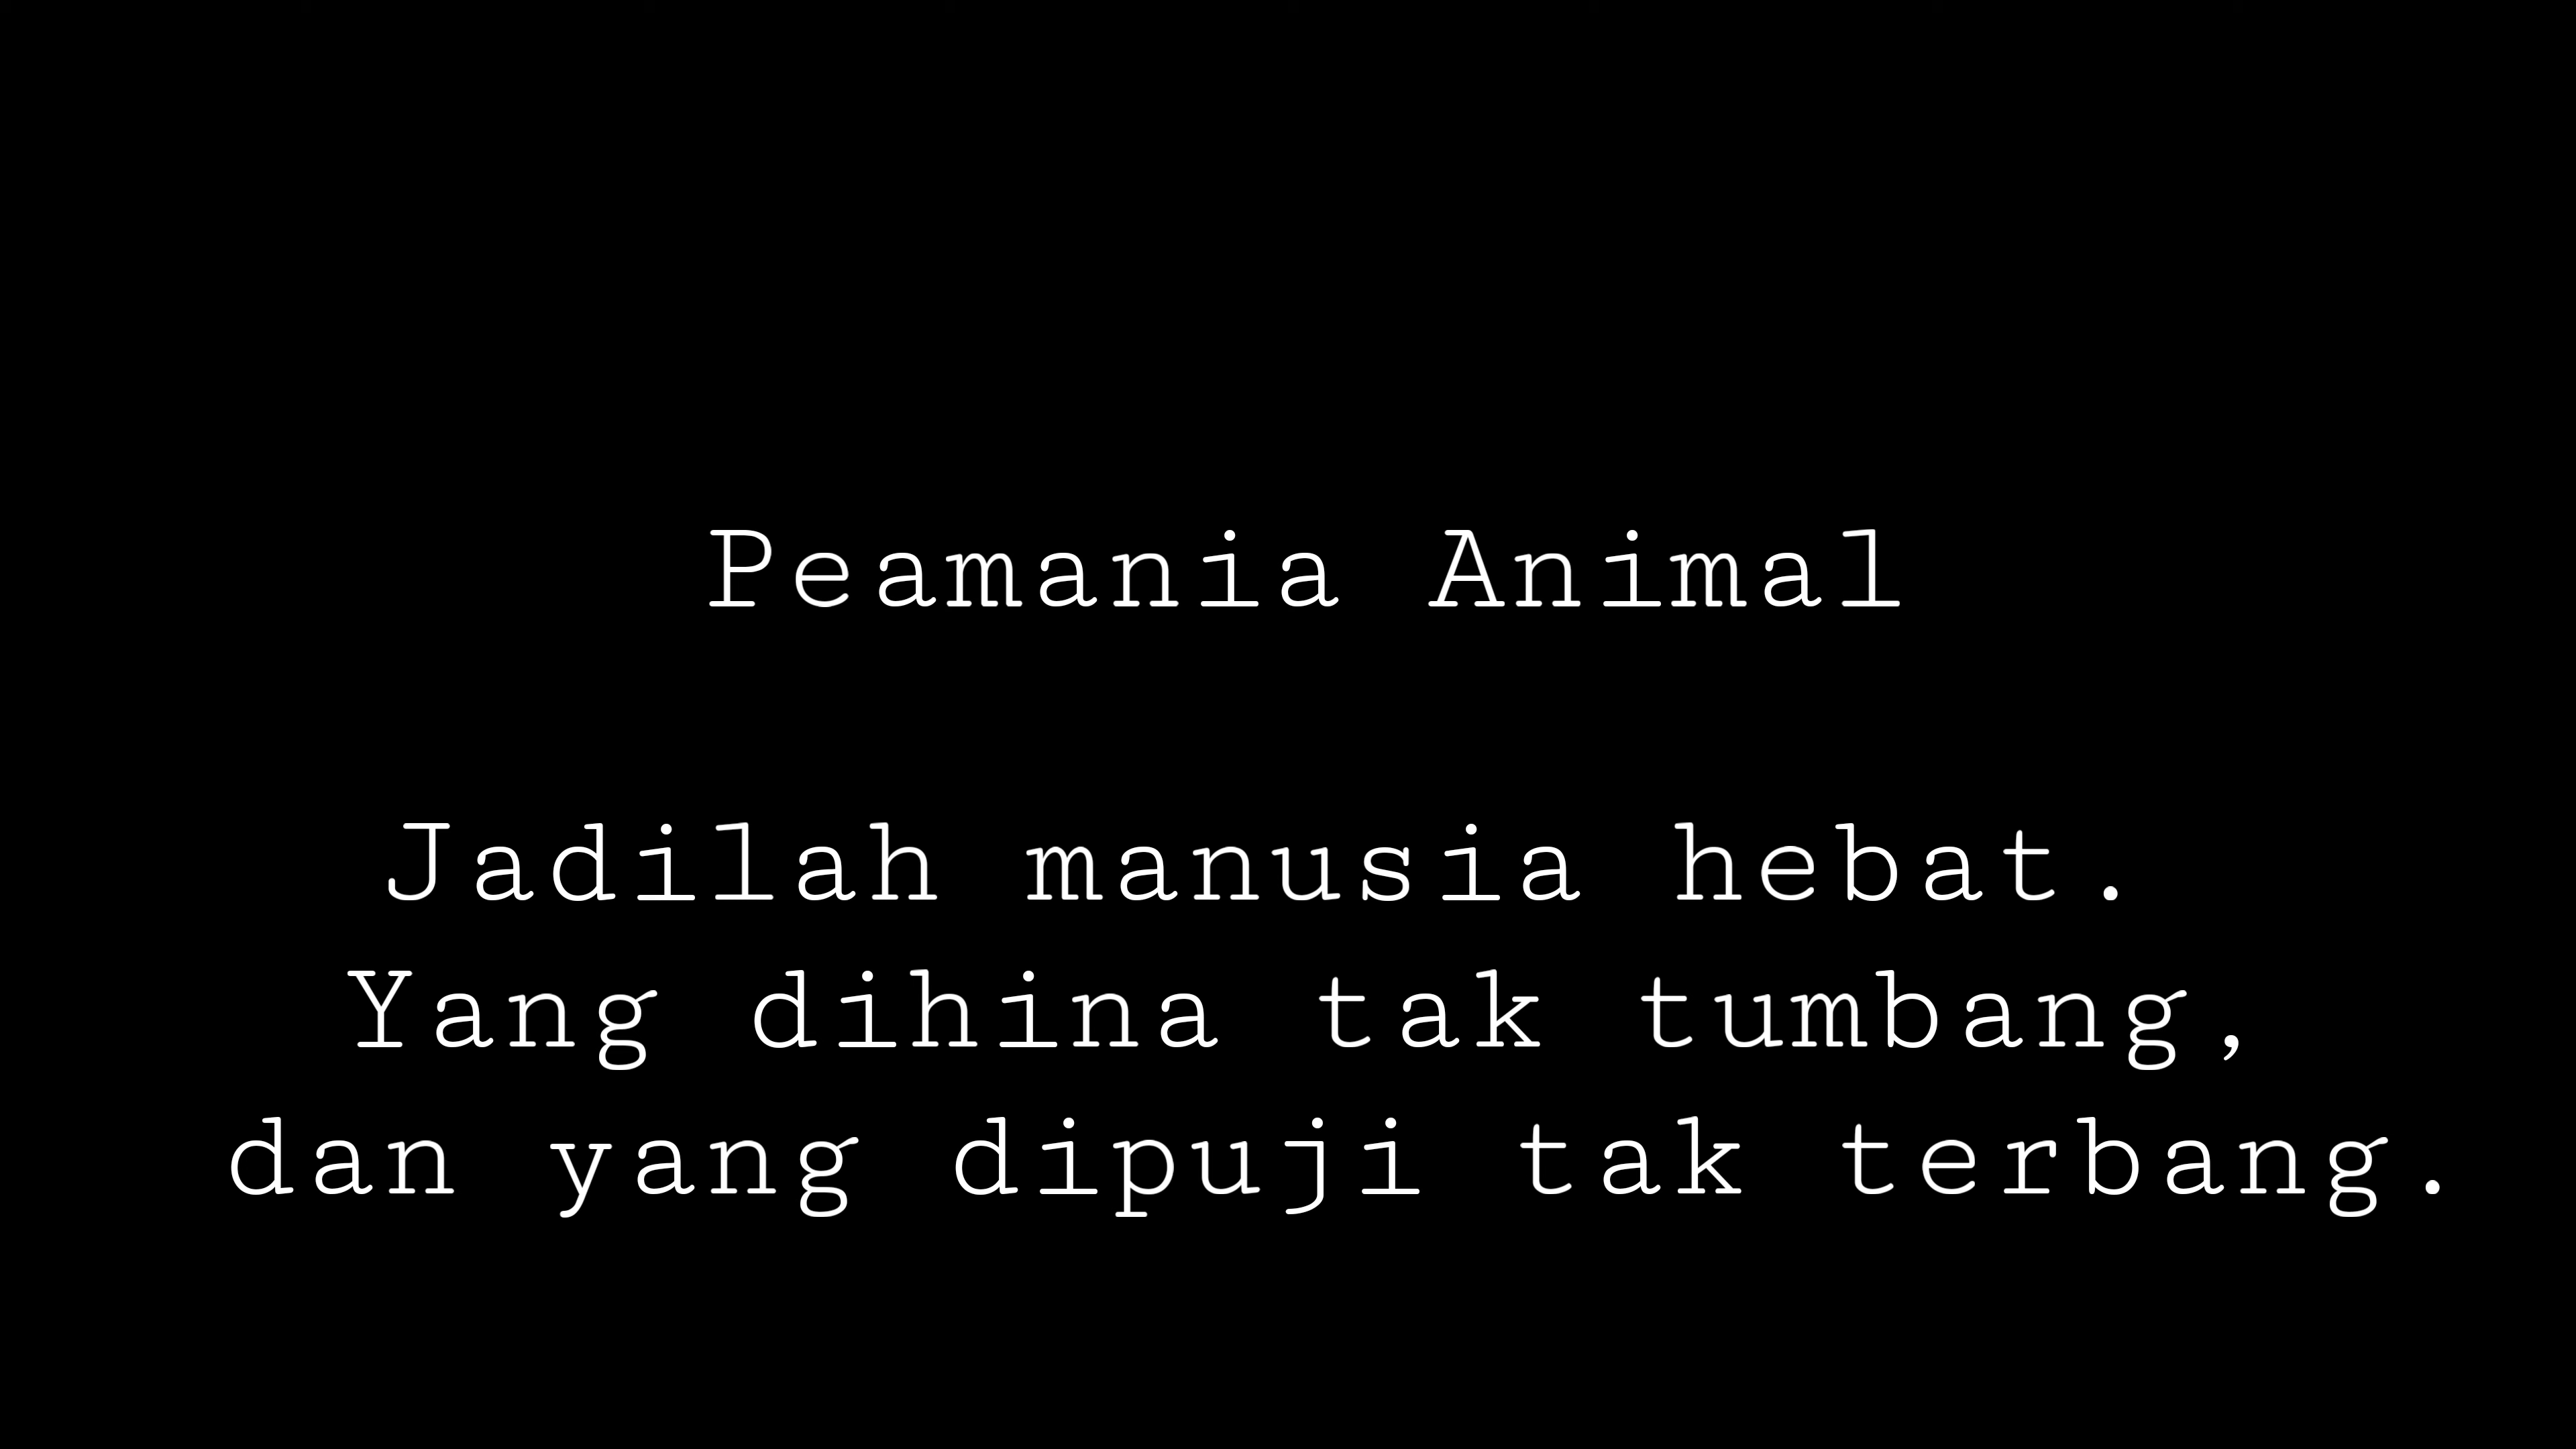 Peamania Animal
Jadilah manusia hebat.
Yang dihina tak tumbang,
dan yang dipuji tak terbang.